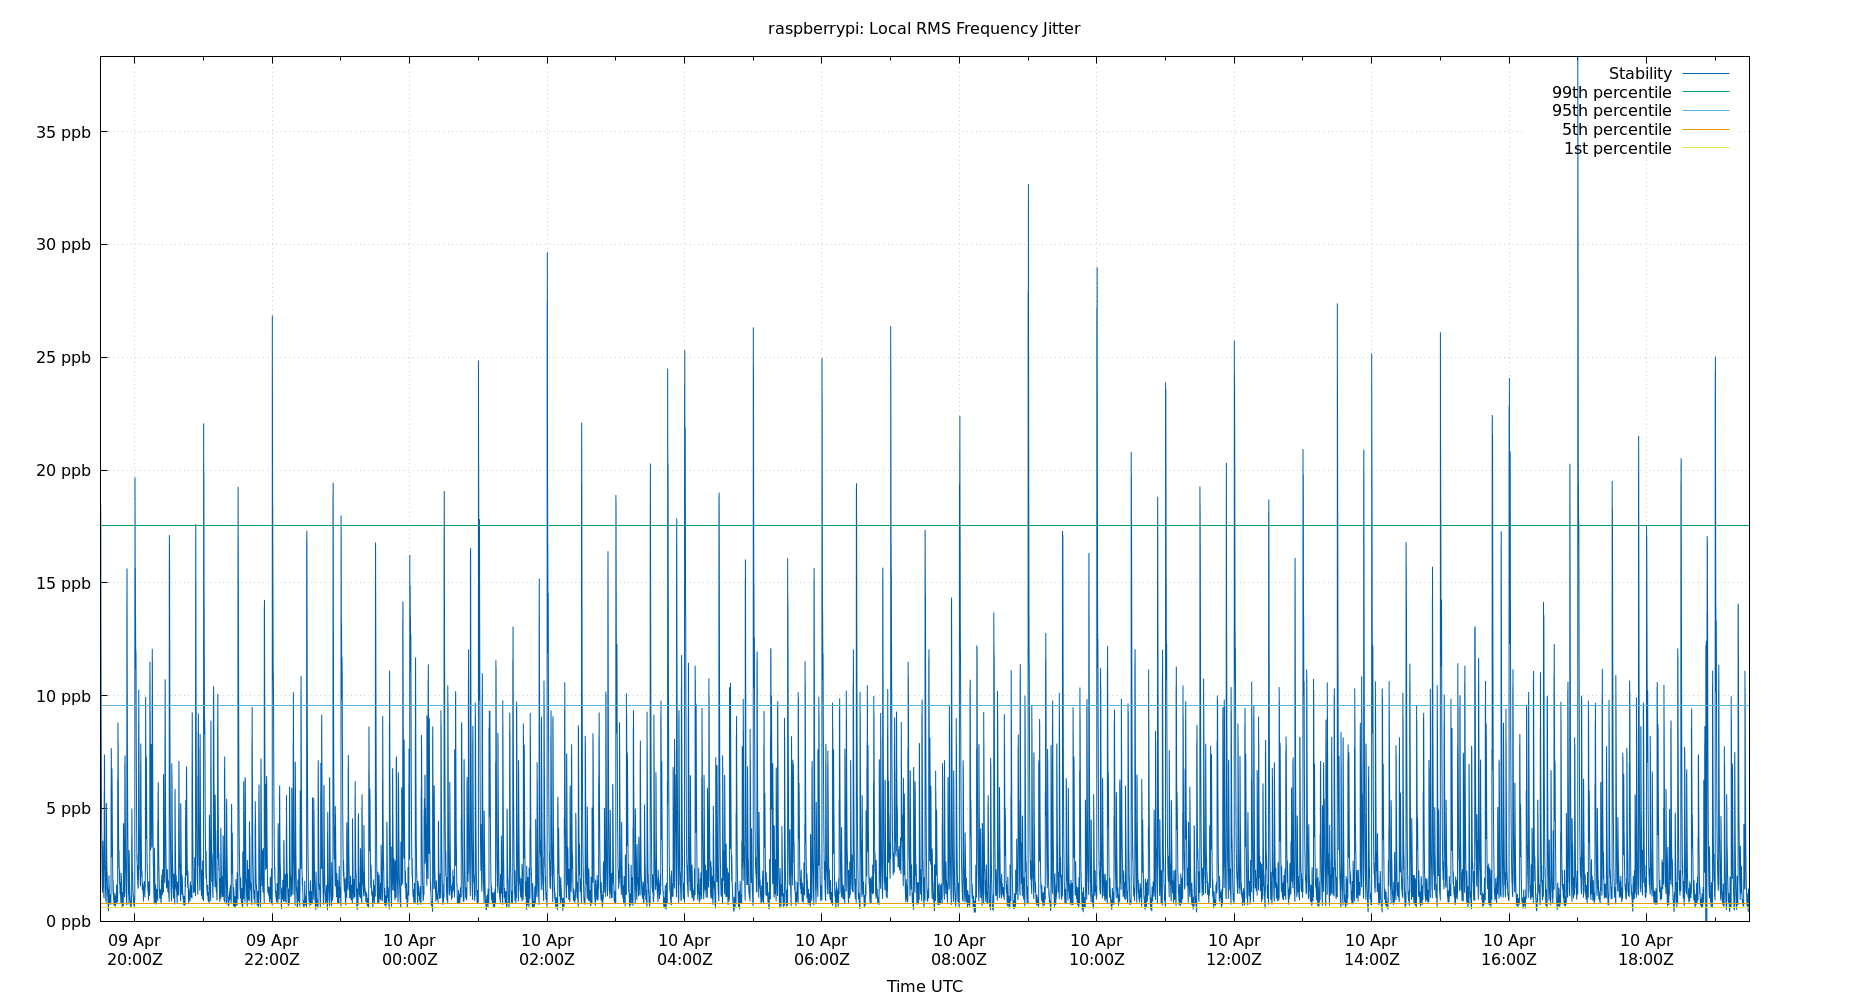 raspberrypi: Local RMS Frequency Jitter
Stability
99th percentile
95th percentile
5th percentile
1st percentile
35 ppb
30 ppb
25 ppb
20 ppb
15 ppb
10 ppb
5 ppb
0 ppb
09 Apr 09 Apr 10 Apr 10 Apr 10 Apr 10 Apr 10 Apr 10 Apr 10 Apr 10 Apr 10 Apr 10 Apr
20:00Z 22:00Z 00:00Z 02:00Z 04:00Z 06:00Z 08:00Z 10:00Z 12:00Z 14:00Z 16:00Z 18:00Z
Time UTC